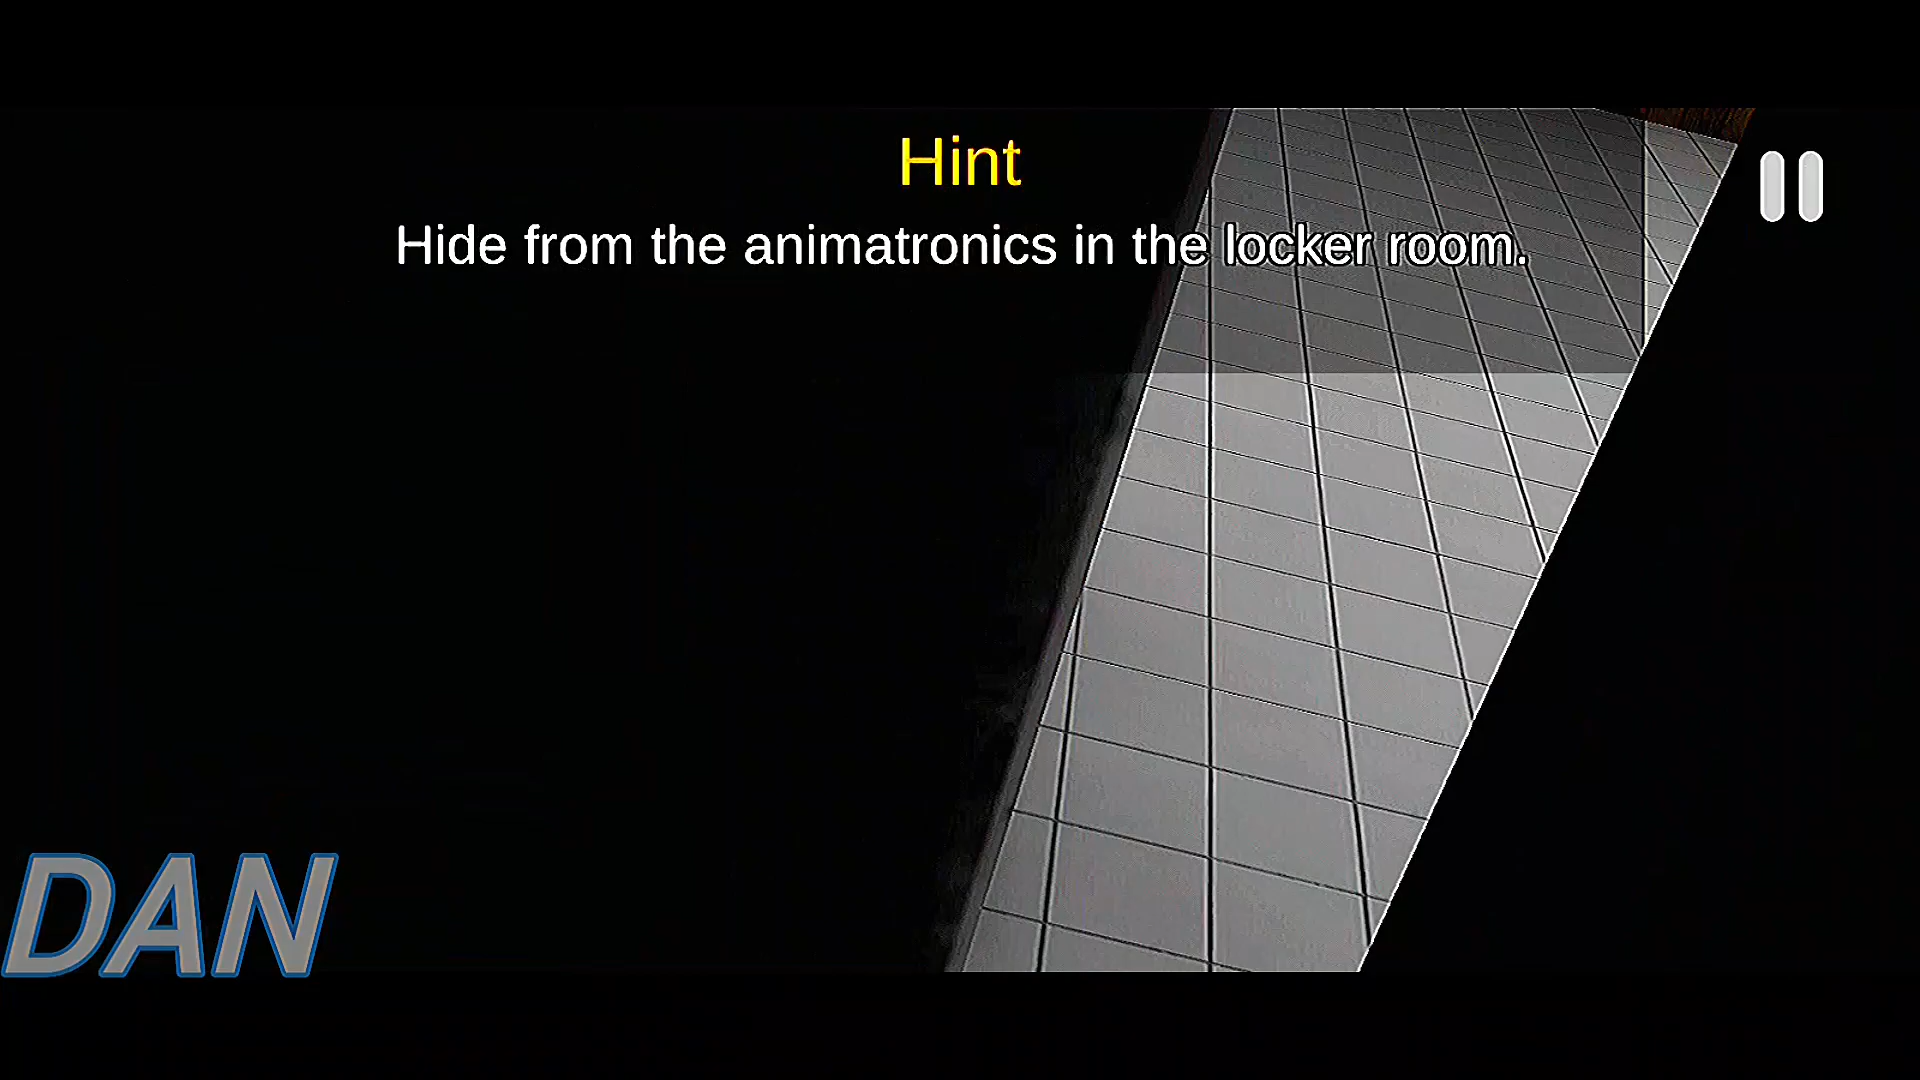 Hint
Hide from the animatronics in the locker room.
DAN